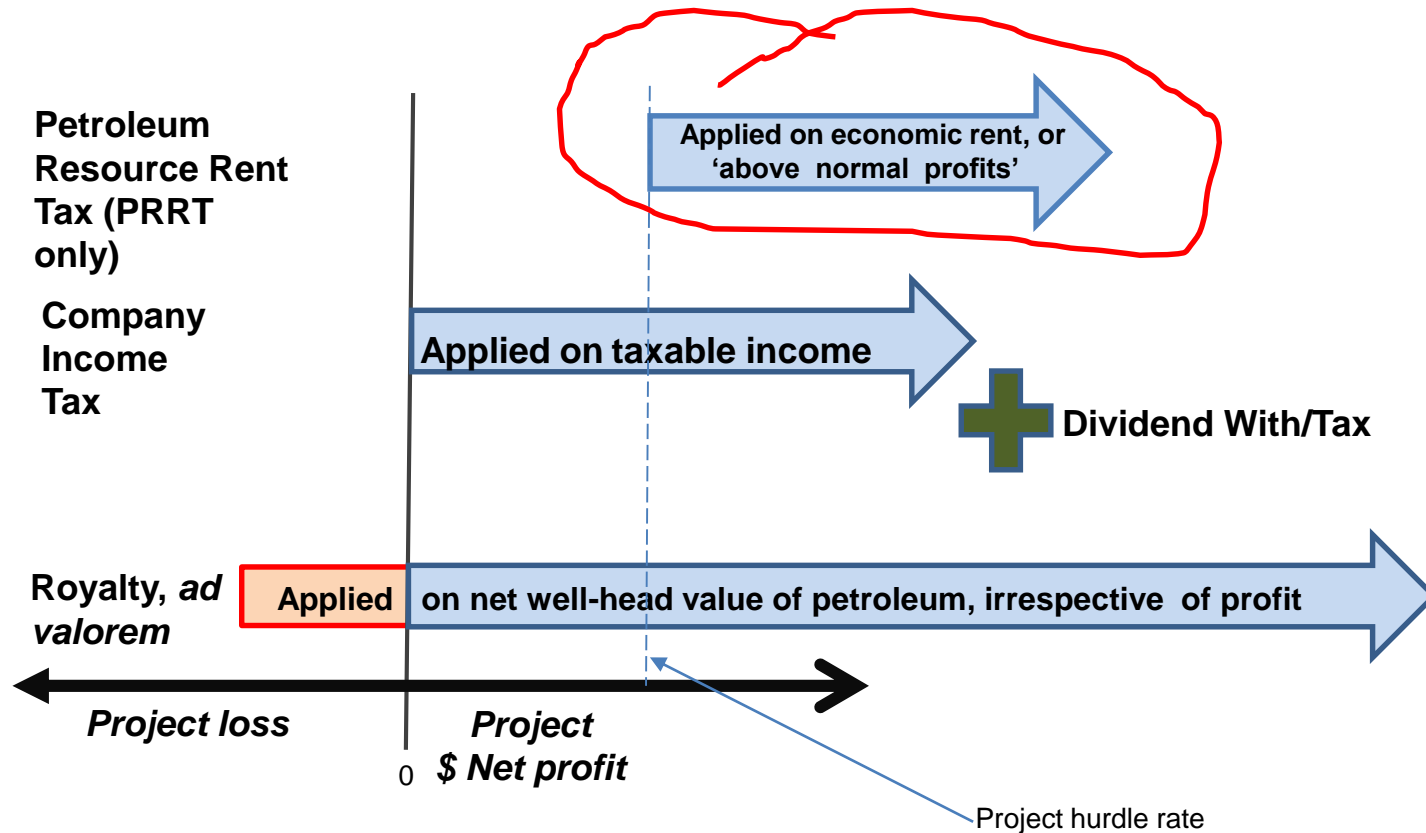 Petroleum
Resource Rent
Tax (PRRT
only)
Applied on economic rent, or
‘above normal profits’
Company
Income
Tax
Applied on taxable income
Dividend With/Tax
Royalty, ad
valorem
Applied on net well-head value of petroleum, irrespective of profit
Project loss
0
Project
$ Net profit
Project hurdle rate